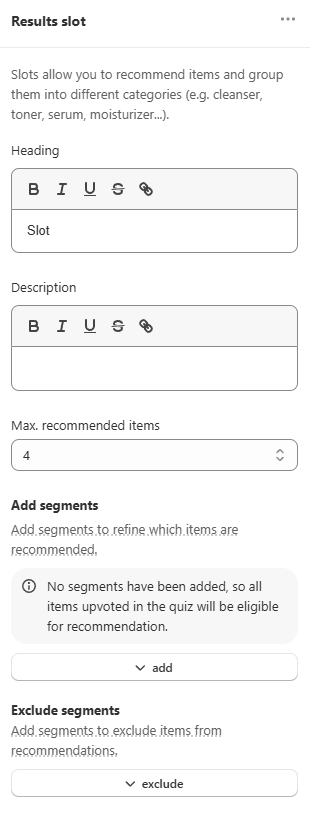 Results slot
Slots allow you to recommend items and group
them into different categories (e.g. cleanser,
toner, serum, moisturizer...).
Heading
B I U S
Slot
Description
B I U S
Max. recommended items
4
Add segments
Add segments to refine which items are
recommended.
No segments have been added, so all
items upvoted in the quiz will be eligible
for recommendation.
add
Exclude segments
Add segments to exclude items from
recommendations.
exclude